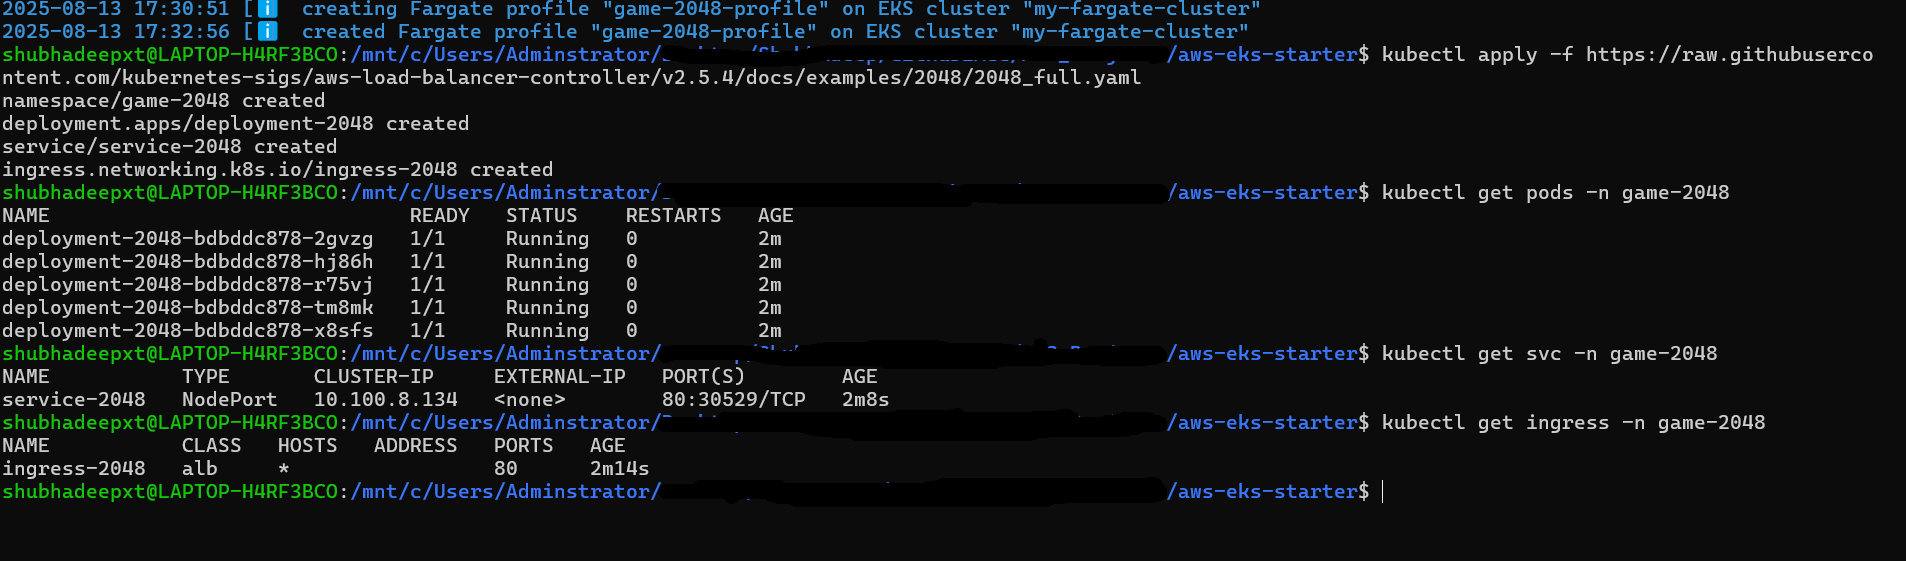 2025-08-13 17:30:51 [ℹ]  creating Fargate profile "game-2048-profile" on EKS cluster "my-fargate-cluster"
2025-08-13 17:32:56 [ℹ]  created Fargate profile "game-2048-profile" on EKS cluster "my-fargate-cluster"
shubhadeepxt@LAPTOP-H4RF3BCO:/mnt/c/Users/Adminstrator/ /aws-eks-starter$ kubectl apply -f https://raw.githubuserco
ntent.com/kubernetes-sigs/aws-load-balancer-controller/v2.5.4/docs/examples/2048/2048_full.yaml
namespace/game-2048 created
deployment.apps/deployment-2048 created
service/service-2048 created
ingress.networking.k8s.io/ingress-2048 created
shubhadeepxt@LAPTOP-H4RF3BCO:/mnt/c/Users/Adminstrator/ /aws-eks-starter$ kubectl get pods -n game-2048
NAME                              READY   STATUS    RESTARTS   AGE
deployment-2048-bdbddc878-2gvzg   1/1     Running   0          2m
deployment-2048-bdbddc878-hj86h   1/1     Running   0          2m
deployment-2048-bdbddc878-r75vj   1/1     Running   0          2m
deployment-2048-bdbddc878-tm8mk   1/1     Running   0          2m
deployment-2048-bdbddc878-x8sfs   1/1     Running   0          2m
shubhadeepxt@LAPTOP-H4RF3BCO:/mnt/c/Users/Adminstrator/ /aws-eks-starter$ kubectl get svc -n game-2048
NAME           TYPE       CLUSTER-IP     EXTERNAL-IP   PORT(S)        AGE
service-2048   NodePort   10.100.8.134   <none>        80:30529/TCP   2m8s
shubhadeepxt@LAPTOP-H4RF3BCO:/mnt/c/Users/Adminstrator/ /aws-eks-starter$ kubectl get ingress -n game-2048
NAME           CLASS   HOSTS   ADDRESS   PORTS   AGE
ingress-2048   alb     *                 80      2m14s
shubhadeepxt@LAPTOP-H4RF3BCO:/mnt/c/Users/Adminstrator/ /aws-eks-starter$